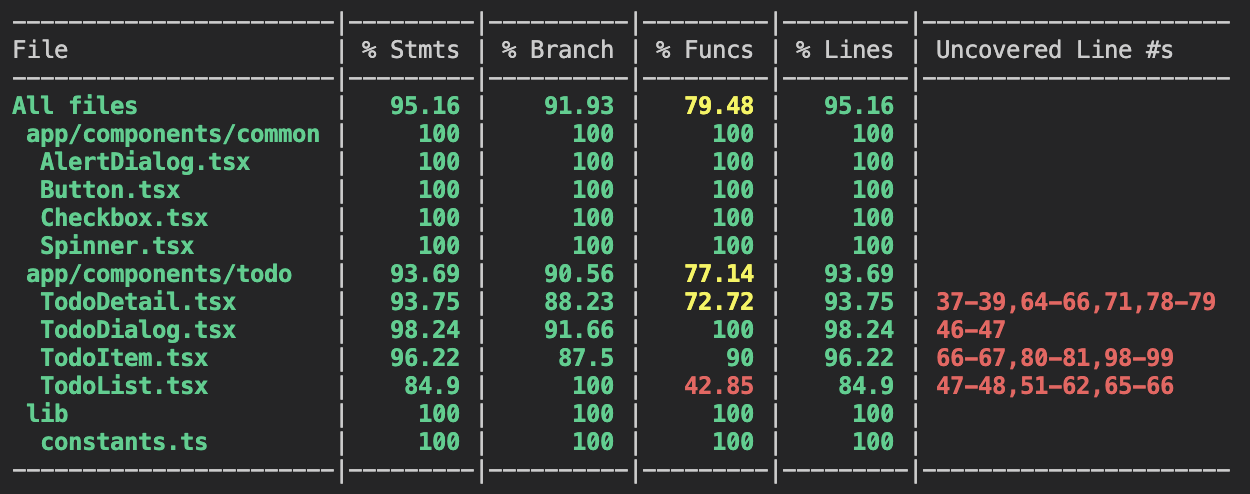 File | % Stmts | % Branch | % Funcs | % Lines | Uncovered Line #s
All files | 95.16 | 91.93 | 79.48 | 95.16 |
app/components/common | 100 | 100 | 100 | 100 |
AlertDialog.tsx | 100 | 100 | 100 | 100 |
Button.tsx | 100 | 100 | 100 | 100 |
Checkbox.tsx | 100 | 100 | 100 | 100 |
Spinner.tsx | 100 | 100 | 100 | 100 |
app/components/todo | 93.69 | 90.56 | 77.14 | 93.69 |
TodoDetail.tsx | 93.75 | 88.23 | 72.72 | 93.75 | 37-39,64-66,71,78-79
TodoDialog.tsx | 98.24 | 91.66 | 100 | 98.24 | 46-47
TodoItem.tsx | 96.22 | 87.5 | 90 | 96.22 | 66-67,80-81,98-99
TodoList.tsx | 84.9 | 100 | 42.85 | 84.9 | 47-48,51-62,65-66
lib | 100 | 100 | 100 | 100 |
constants.ts | 100 | 100 | 100 | 100 |